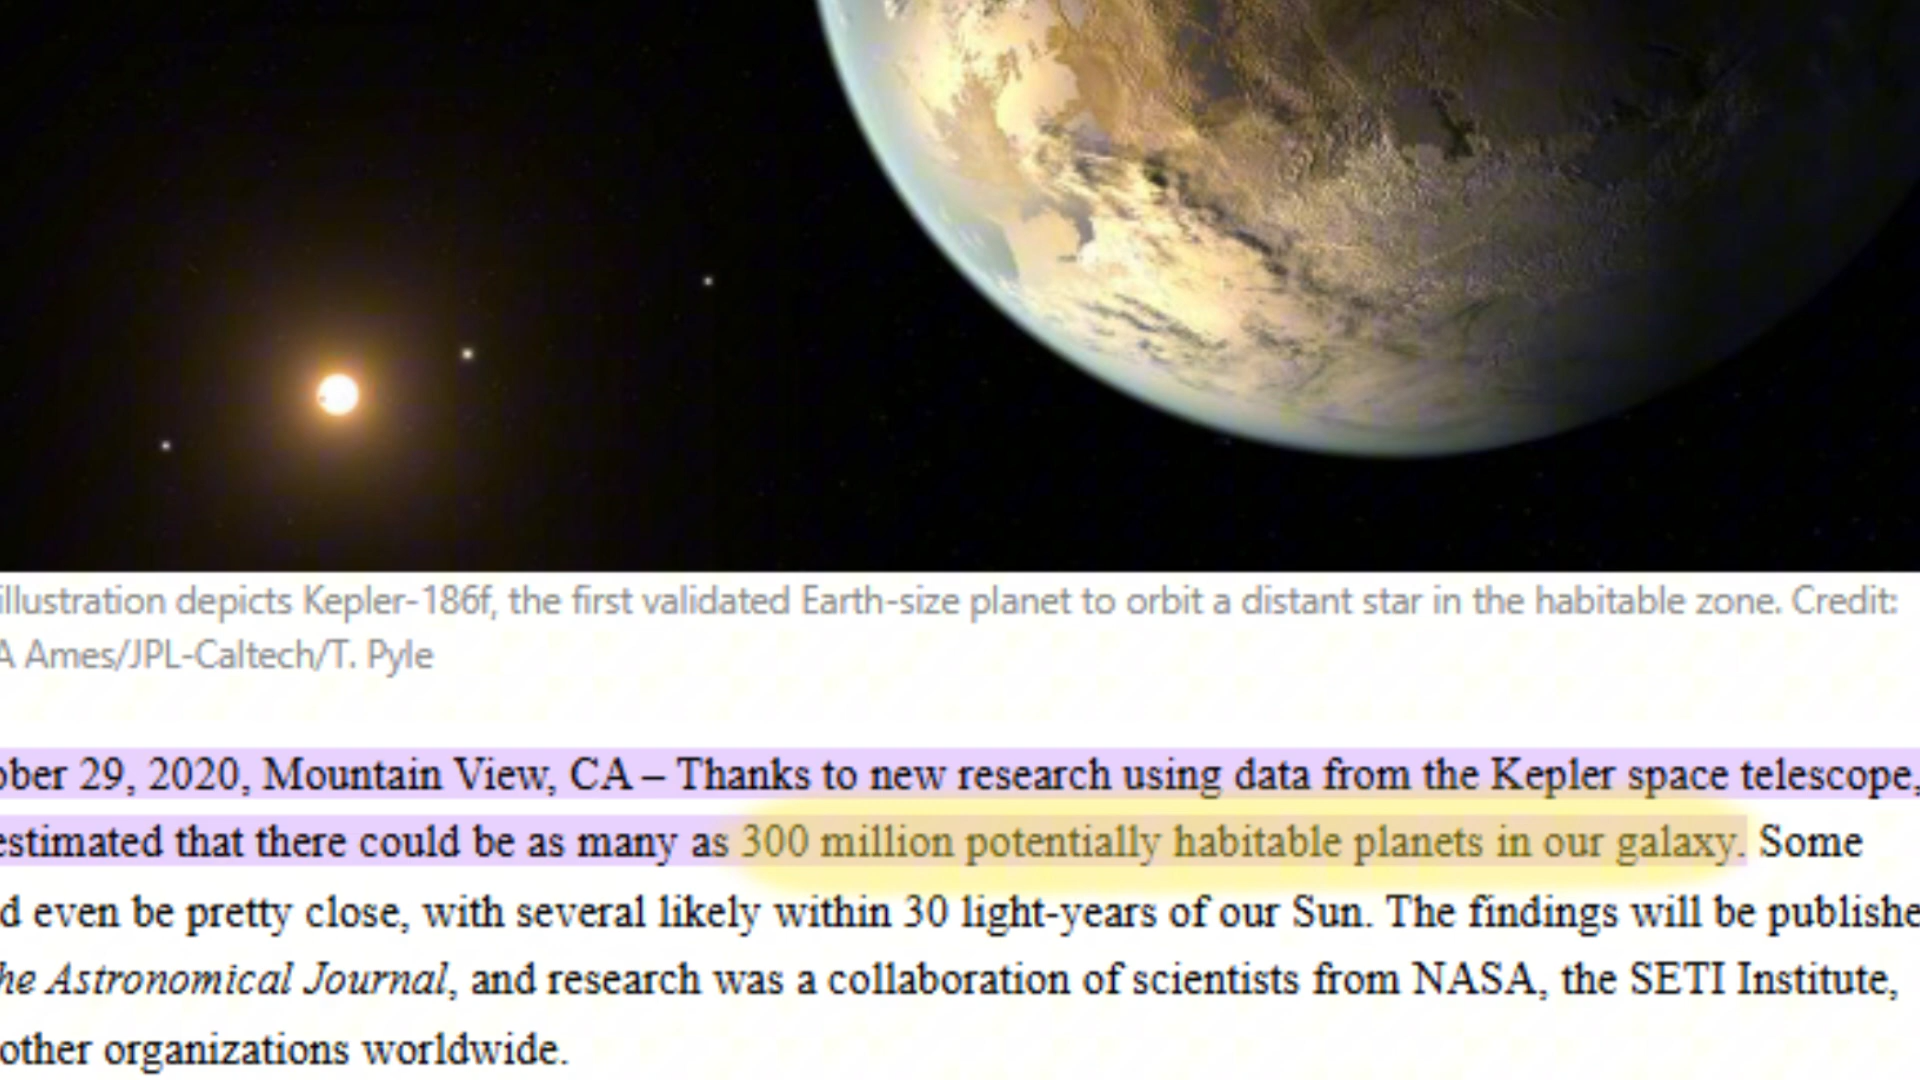 illustration depicts Kepler-186f, the first validated Earth-size planet to orbit a distant star in the habitable zone. Credit:
A Ames/JPL-Caltech/T. Pyle
ober 29, 2020, Mountain View, CA – Thanks to new research using data from the Kepler space telescope,
estimated that there could be as many as 300 million potentially habitable planets in our galaxy. Some
d even be pretty close, with several likely within 30 light-years of our Sun. The findings will be publishe
he Astronomical Journal, and research was a collaboration of scientists from NASA, the SETI Institute,
other organizations worldwide.